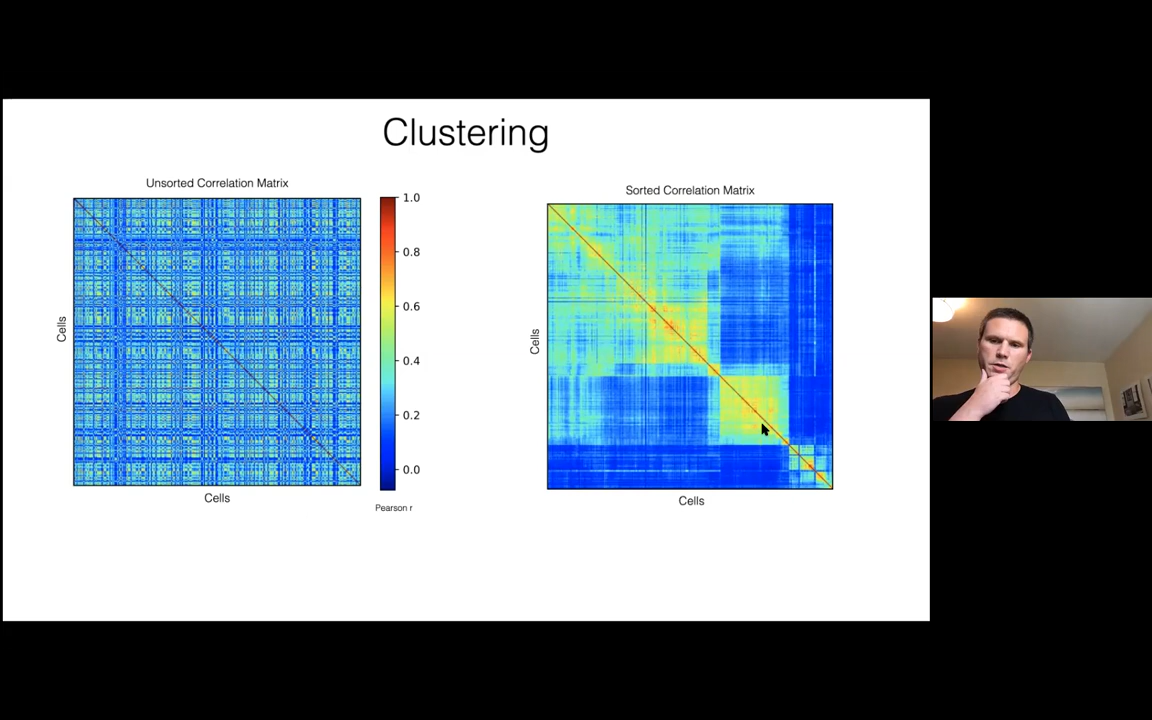 Clustering
Unsorted Correlation Matrix
Cells
Cells
1.0
0.8
0.6
0.4
0.2
0.0
Pearson r
Sorted Correlation Matrix
Cells
Cells